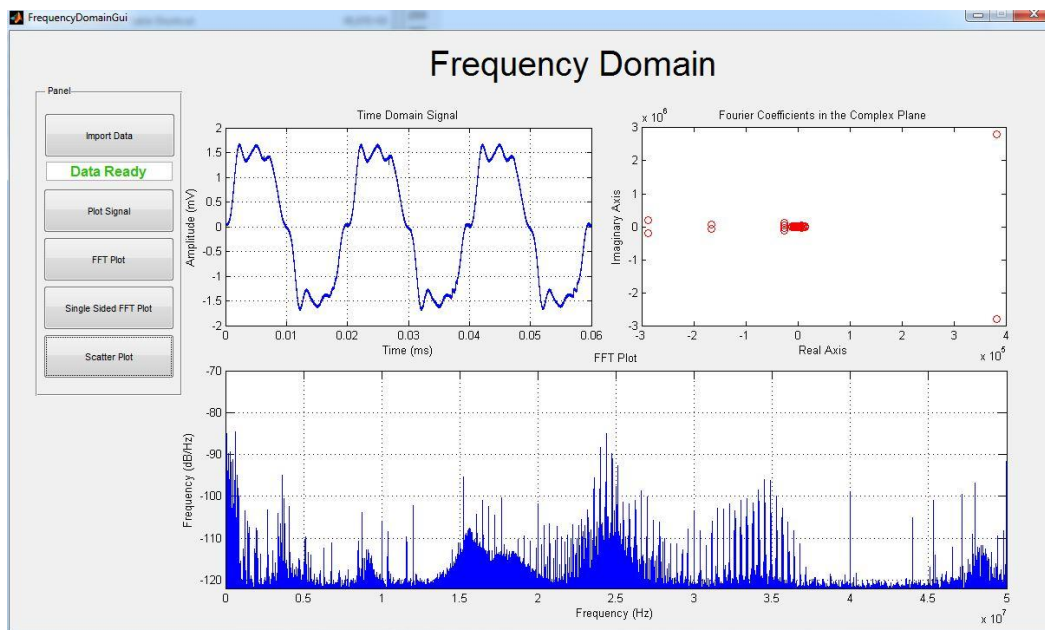 FrequencyDomainGui
Frequency Domain
Panel
Import Data
Data Ready
Plot Signal
FFT Plot
Single Sided FFT Plot
Scatter Plot
Time Domain Signal
2
1.5
1
0.5
0
-0.5
-1
-1.5
-2
Amplitude (mV)
0 0.01 0.02 0.03 0.04 0.05 0.06
Time (ms)
Fourier Coefficients in the Complex Plane
x 10^6
3
2
1
0
-1
-2
-3
Imaginary Axis
-3 -2 -1 0 1 2 3 4
Real Axis
x 10^5
FFT Plot
-70
-80
-90
-100
-110
-120
Frequency (dB/Hz)
0 0.5 1 1.5 2 2.5 3 3.5 4 4.5 5
Frequency (Hz)
x 10^7